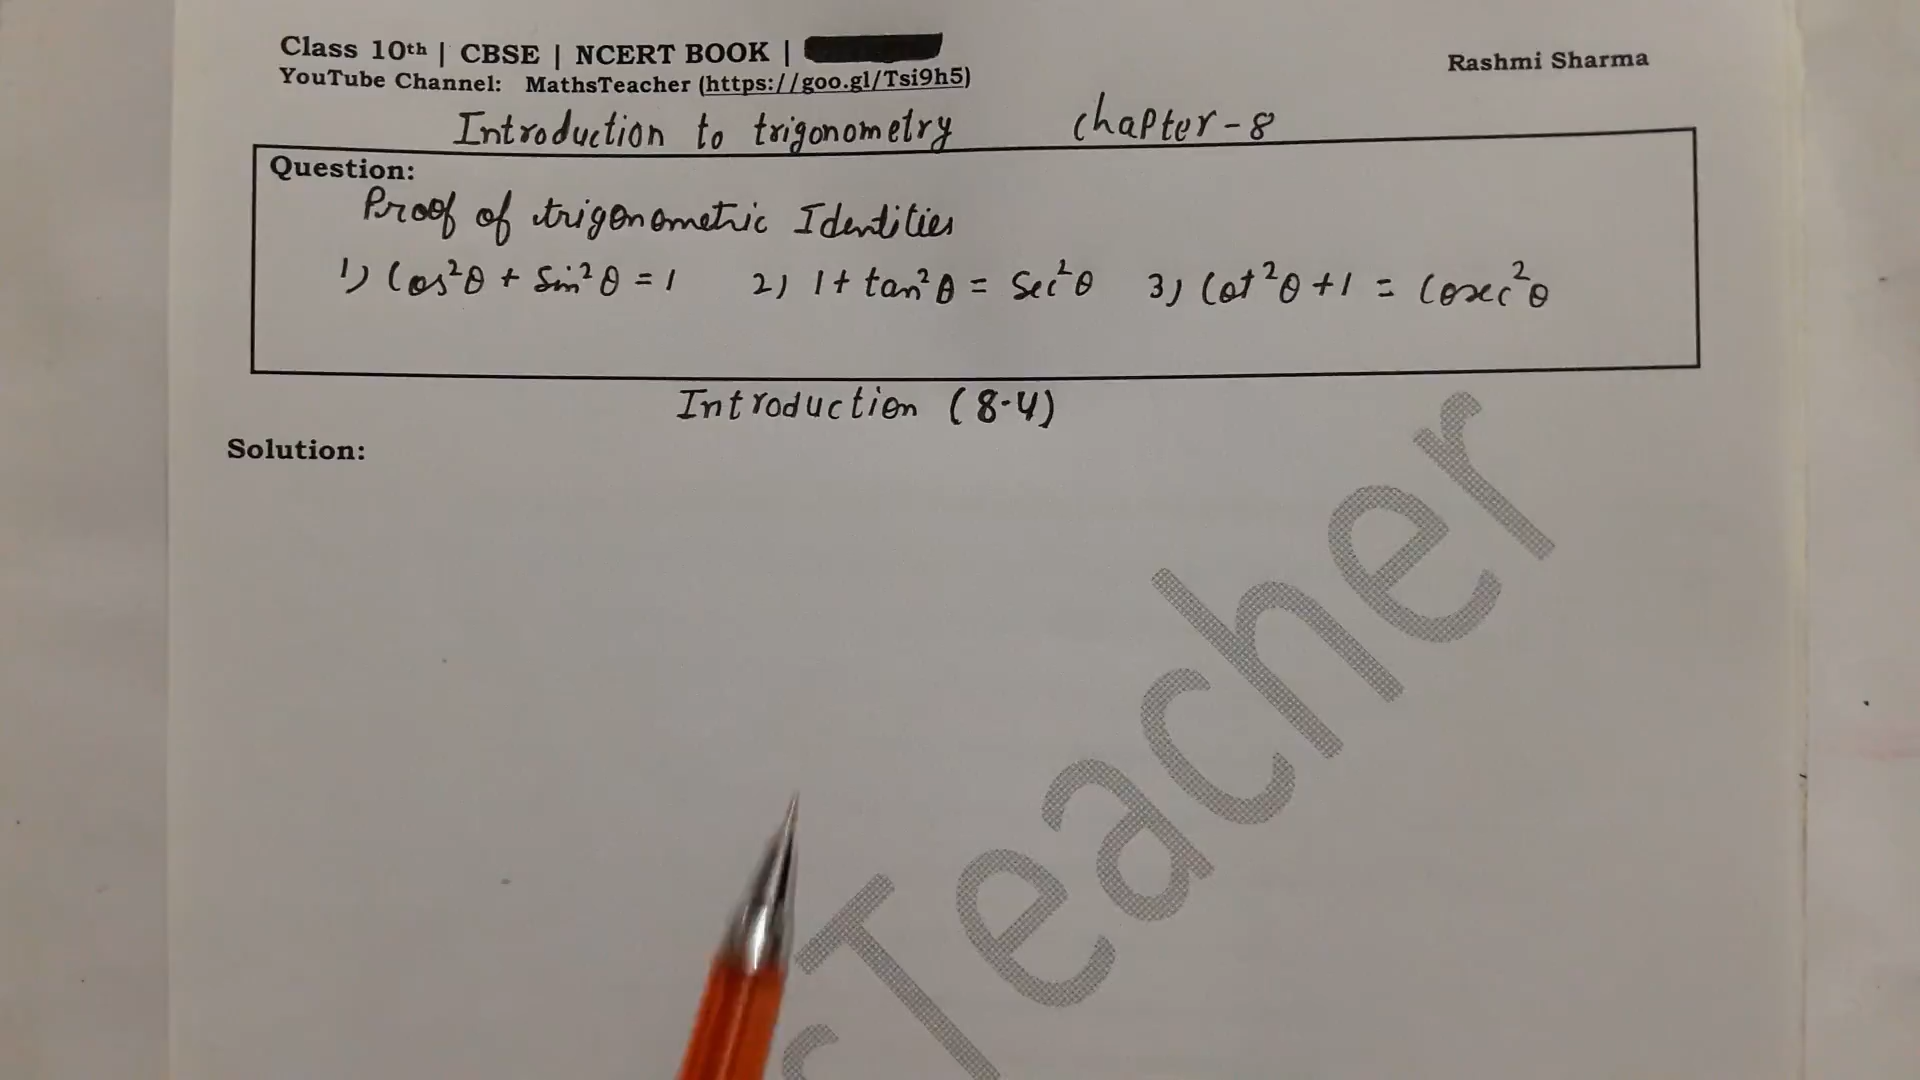 Class 10th | CBSE | NCERT BOOK |
Rashmi Sharma
YouTube Channel: MathsTeacher (https://goo.gl/Tsi9h5)
Introduction to trigonometry chapter-8
Question:
Proof of trigonometric Identities
1) Cos²θ + Sin²θ = 1 2) 1 + tan²θ = Sec²θ 3) Cot²θ + 1 = Cosec²θ
Introduction (8.4)
Solution:
Teacher